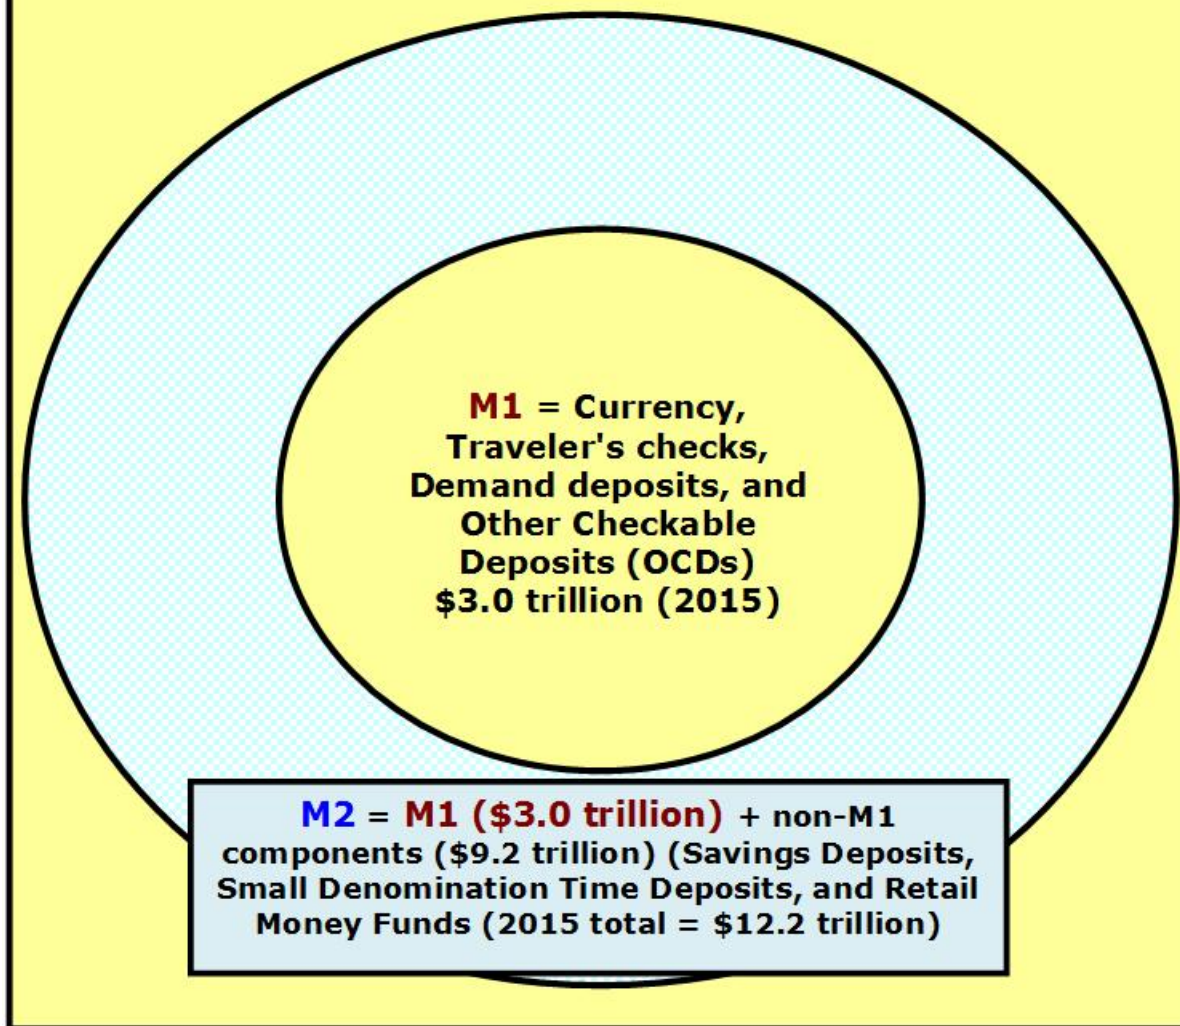 M1 = Currency,
Traveler's checks,
Demand deposits, and
Other Checkable
Deposits (OCDs)
$3.0 trillion (2015)
M2 = M1 ($3.0 trillion) + non-M1
components ($9.2 trillion) (Savings Deposits,
Small Denomination Time Deposits, and Retail
Money Funds (2015 total = $12.2 trillion)